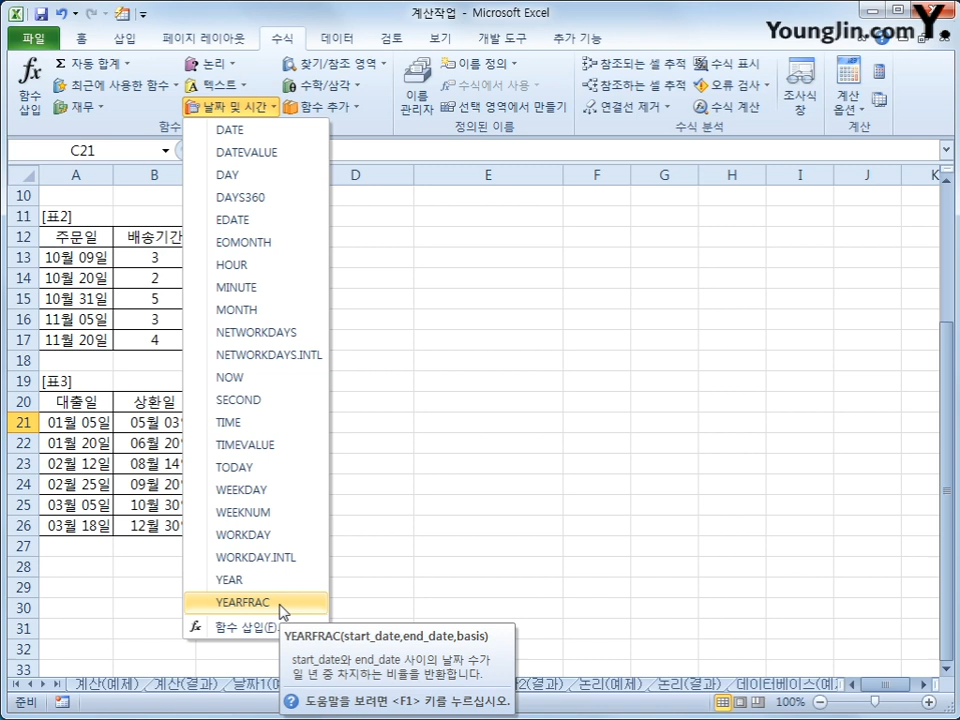 계산작업 - Microsoft Excel
Younglin.com Y.
파일 홈 삽입 페이지 레이아웃 수식 데이터 검토 보기 개발 도구 추가 기능
fx 함수 삽입
Σ 자동 합계
최근에 사용한 함수
재무
논리
텍스트
날짜 및 시간
찾기/참조 영역
수학/삼각
함수 추가
이름 관리자
이름 정의
수식에서 사용
선택 영역에서 만들기
정의된 이름
참조되는 셀 추적
참조하는 셀 추적
연결선 제거
수식 표시
오류 검사
수식 계산
수식 분석
조사식 창
계산 옵션
계산
C21
A B D E F G H I J K
10
11 [표2]
12 주문일 배송기간
13 10월 09일 3
14 10월 20일 2
15 10월 31일 5
16 11월 05일 3
17 11월 20일 4
18
19 [표3]
20 대출일 상환일
21 01월 05일 05월 03
22 01월 20일 06월 20
23 02월 12일 08월 14
24 02월 25일 09월 20
25 03월 05일 10월 30
26 03월 18일 12월 30
27
28
29
30
31
32
33
DATE
DATEVALUE
DAY
DAYS360
EDATE
EOMONTH
HOUR
MINUTE
MONTH
NETWORKDAYS
NETWORKDAYS.INTL
NOW
SECOND
TIME
TIMEVALUE
TODAY
WEEKDAY
WEEKNUM
WORKDAY
WORKDAY.INTL
YEAR
YEARFRAC
fx 함수 삽입(F)
YEARFRAC(start_date,end_date,basis)
start_date와 end_date 사이의 날짜 수가
일 년 중 차지하는 비율을 반환합니다.
도움말을 보려면 <F1> 키를 누르십시오.
계산(예제) 계산(결과) 날짜1(예 2(결과) 논리(예제) 논리(결과) 데이터베이스(예
준비 100%